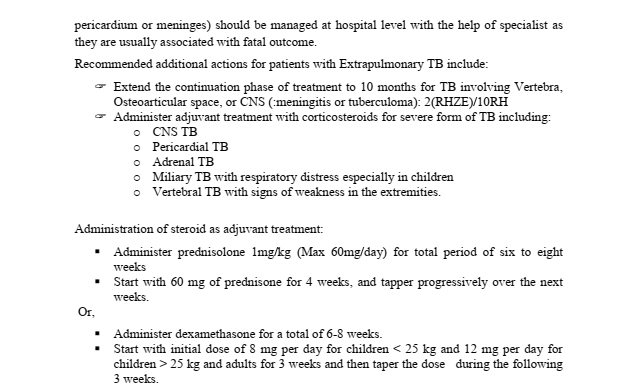 pericardium or meninges) should be managed at hospital level with the help of specialist as
they are usually associated with fatal outcome.
Recommended additional actions for patients with Extrapulmonary TB include:
☞ Extend the continuation phase of treatment to 10 months for TB involving Vertebra,
Osteoarticular space, or CNS (:meningitis or tuberculoma): 2(RHZE)/10RH
☞ Administer adjuvant treatment with corticosteroids for severe form of TB including:
o CNS TB
o Pericardial TB
o Adrenal TB
o Miliary TB with respiratory distress especially in children
o Vertebral TB with signs of weakness in the extremities.
Administration of steroid as adjuvant treatment:
▪ Administer prednisolone 1mg/kg (Max 60mg/day) for total period of six to eight
weeks
▪ Start with 60 mg of prednisone for 4 weeks, and tapper progressively over the next
weeks.
Or,
▪ Administer dexamethasone for a total of 6-8 weeks.
▪ Start with initial dose of 8 mg per day for children < 25 kg and 12 mg per day for
children > 25 kg and adults for 3 weeks and then taper the dose during the following
3 weeks.